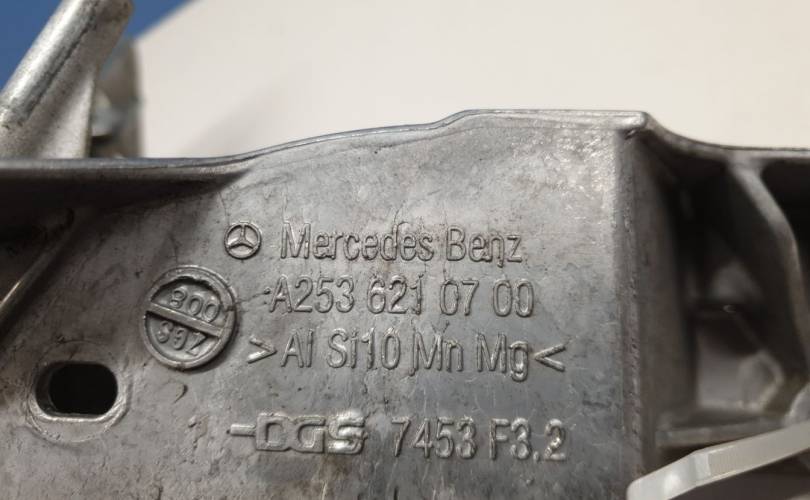 Mercedes Benz
A253 621 07 00
>Al Si10 Mn Mg<
DGS 7453 F3.2